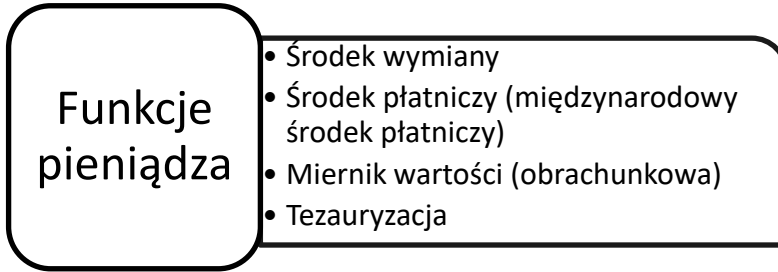 Funkcje
pieniądza
• Środek wymiany
• Środek płatniczy (międzynarodowy
środek płatniczy)
• Miernik wartości (obrachunkowa)
• Tezauryzacja